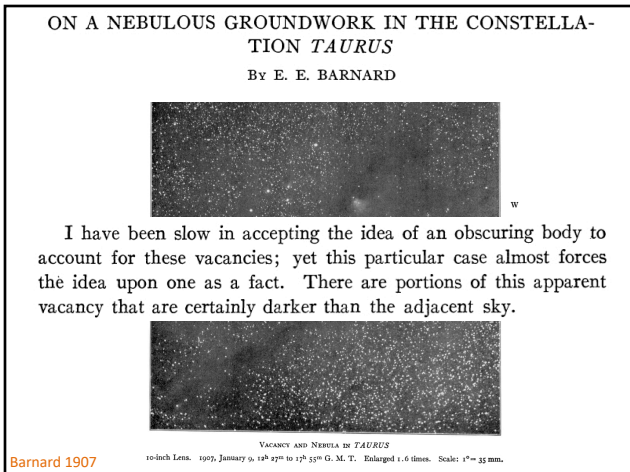 ON A NEBULOUS GROUNDWORK IN THE CONSTELLA-
TION TAURUS
By E. E. BARNARD
W
I have been slow in accepting the idea of an obscuring body to
account for these vacancies; yet this particular case almost forces
the idea upon one as a fact. There are portions of this apparent
vacancy that are certainly darker than the adjacent sky.
Vacancy and Nebula in Taurus
10-inch Lens. 1907, January 9, 12h 27m to 17h 55m G. M. T. Enlarged 1.6 times. Scale: 1°= 35 mm.
Barnard 1907